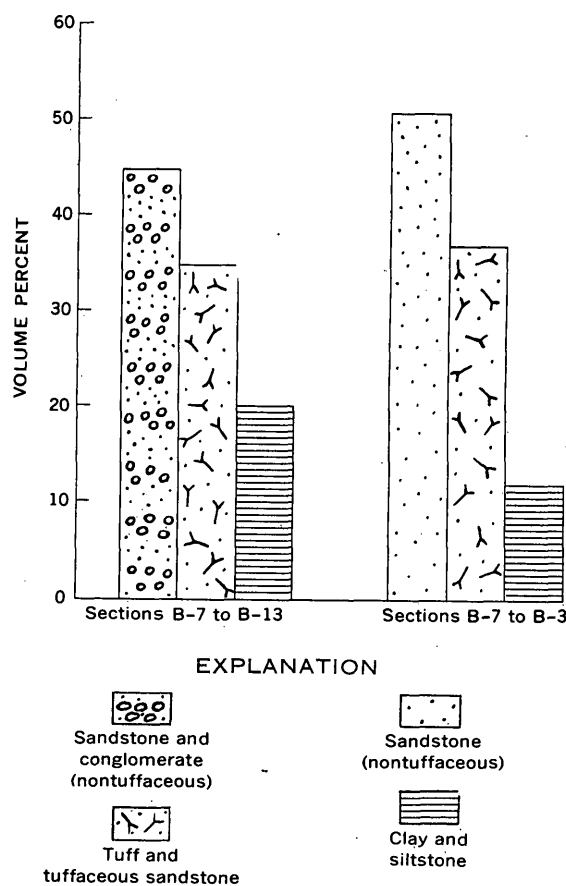 60
50
40
30
20
10
0
VOLUME PERCENT
Sections B-7 to B-13
Sections B-7 to B-3
EXPLANATION
Sandstone and
conglomerate
(nontuffaceous)
Sandstone
(nontuffaceous)
Tuff and
tuffaceous sandstone
Clay and
siltstone